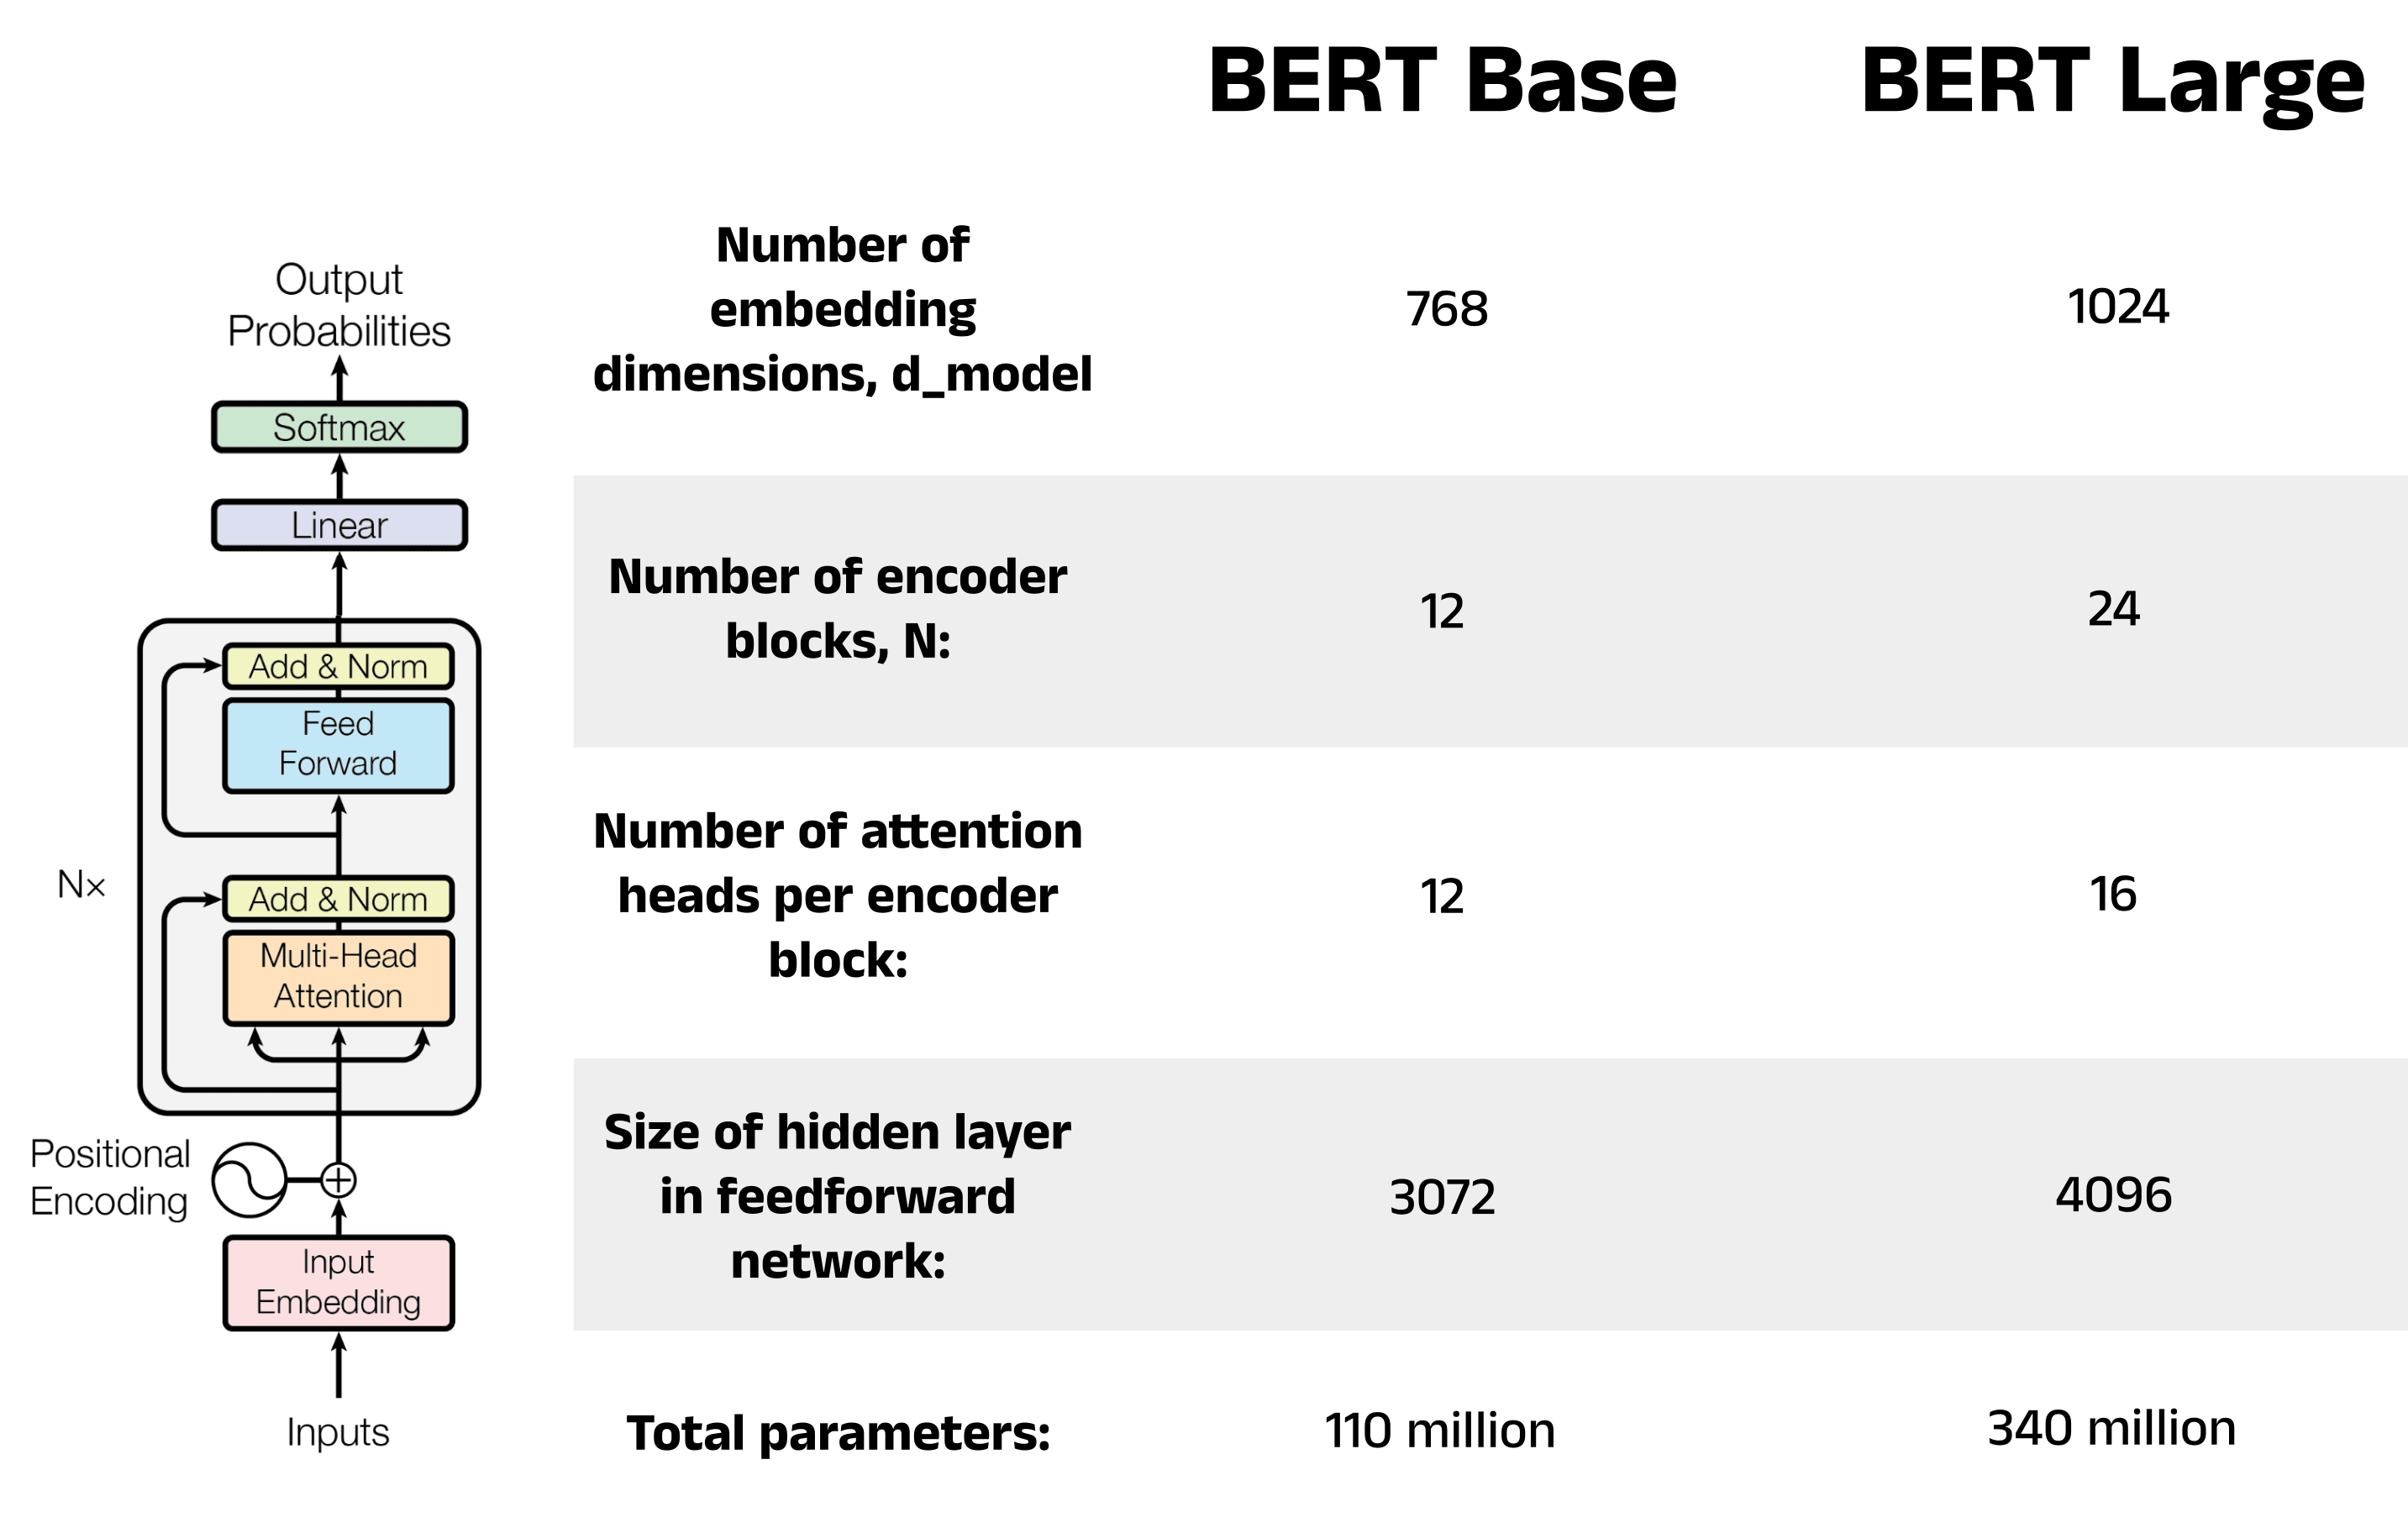 BERT Base
BERT Large
Output
Probabilities
Softmax
Linear
Add & Norm
Feed
Forward
Nx
Add & Norm
Multi-Head
Attention
Positional
Encoding
Input
Embedding
Inputs
Number of
embedding
dimensions, d_model
768
1024
Number of encoder
blocks, N:
12
24
Number of attention
heads per encoder
block:
12
16
Size of hidden layer
in feedforward
network:
3072
4096
Total parameters:
110 million
340 million